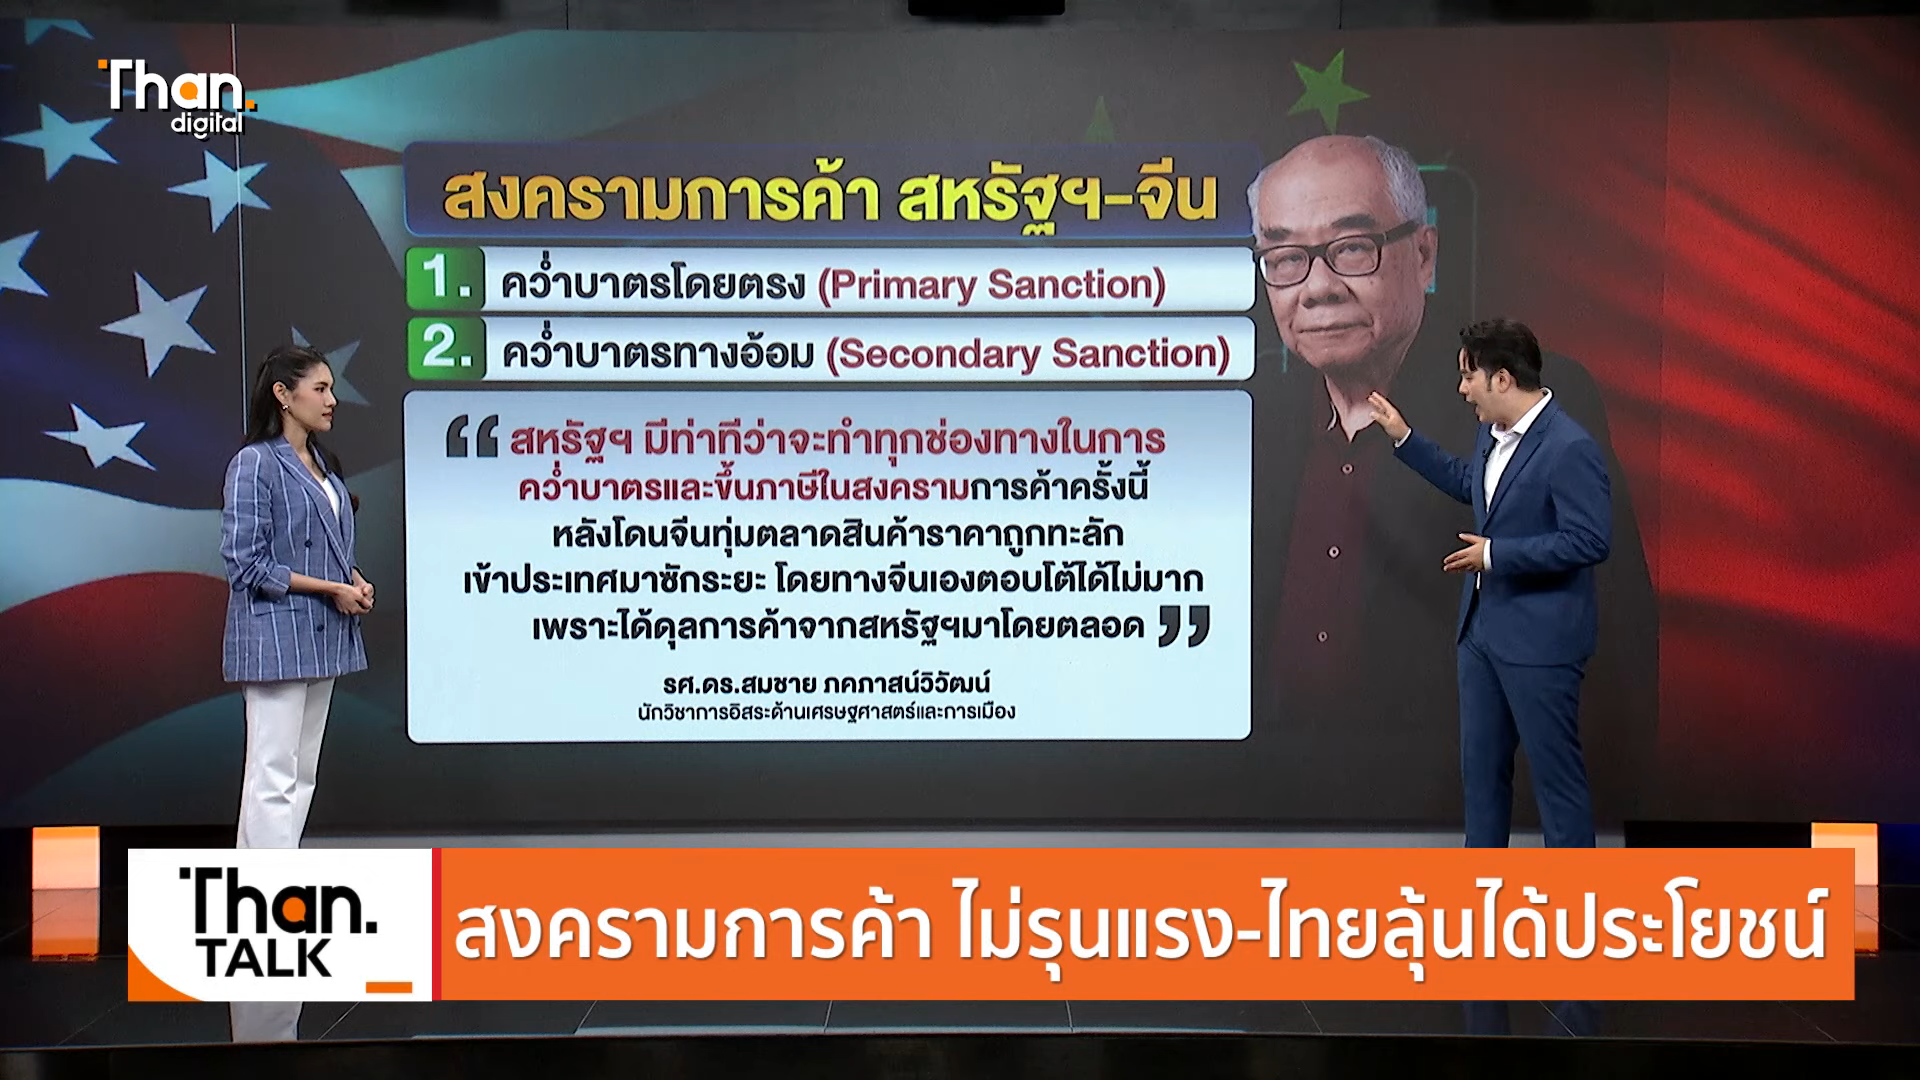 Than.
digital
สงครามการค้า สหรัฐฯ-จีน
1. คว่ำบาตรโดยตรง (Primary Sanction)
2. คว่ำบาตรทางอ้อม (Secondary Sanction)
“ สหรัฐฯ มีท่าทีว่าจะทำทุกช่องทางในการ
คว่ำบาตรและขึ้นภาษีในสงครามการค้าครั้งนี้
หลังโดนจีนทุ่มตลาดสินค้าราคาถูกทะลัก
เข้าประเทศมาซักระยะ โดยทางจีนเองตอบโต้ได้ไม่มาก
เพราะได้ดุลการค้าจากสหรัฐฯมาโดยตลอด ”
รศ.ดร.สมชาย ภคภาสน์วิวัฒน์
นักวิชาการอิสระด้านเศรษฐศาสตร์และการเมือง
Than.
TALK
สงครามการค้า ไม่รุนแรง-ไทยลุ้นได้ประโยชน์